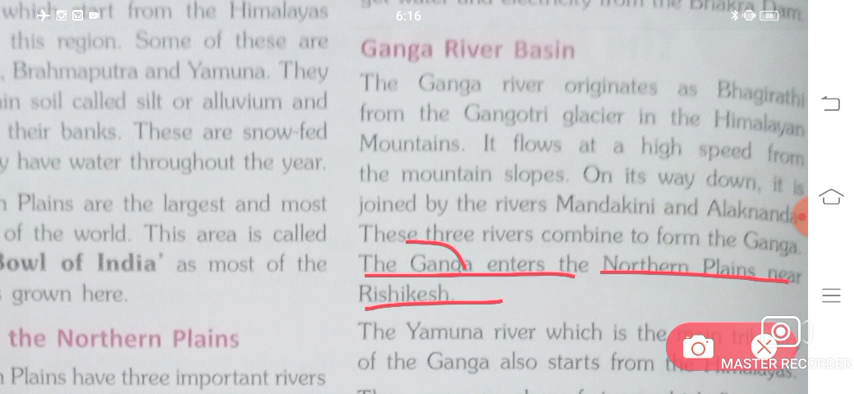 6:16
which start from the Himalayas
this region. Some of these are
, Brahmaputra and Yamuna. They
soil called silt or alluvium and
their banks. These are snow-fed
have water throughout the year.
Plains are the largest and most
of the world. This area is called
Bowl of India' as most of the
grown here.
the Northern Plains
Plains have three important rivers
Dam.
Ganga River Basin
The Ganga river originates as Bhagirathi
from the Gangotri glacier in the Himalayan
Mountains. It flows at a high speed from
the mountain slopes. On its way down, it is
joined by the rivers Mandakini and Alaknanda.
These three rivers combine to form the Ganga.
The Ganga enters the Northern Plains near
Rishikesh.
The Yamuna river which is the
of the Ganga also starts from the Himalayas.
MASTER RECORDER